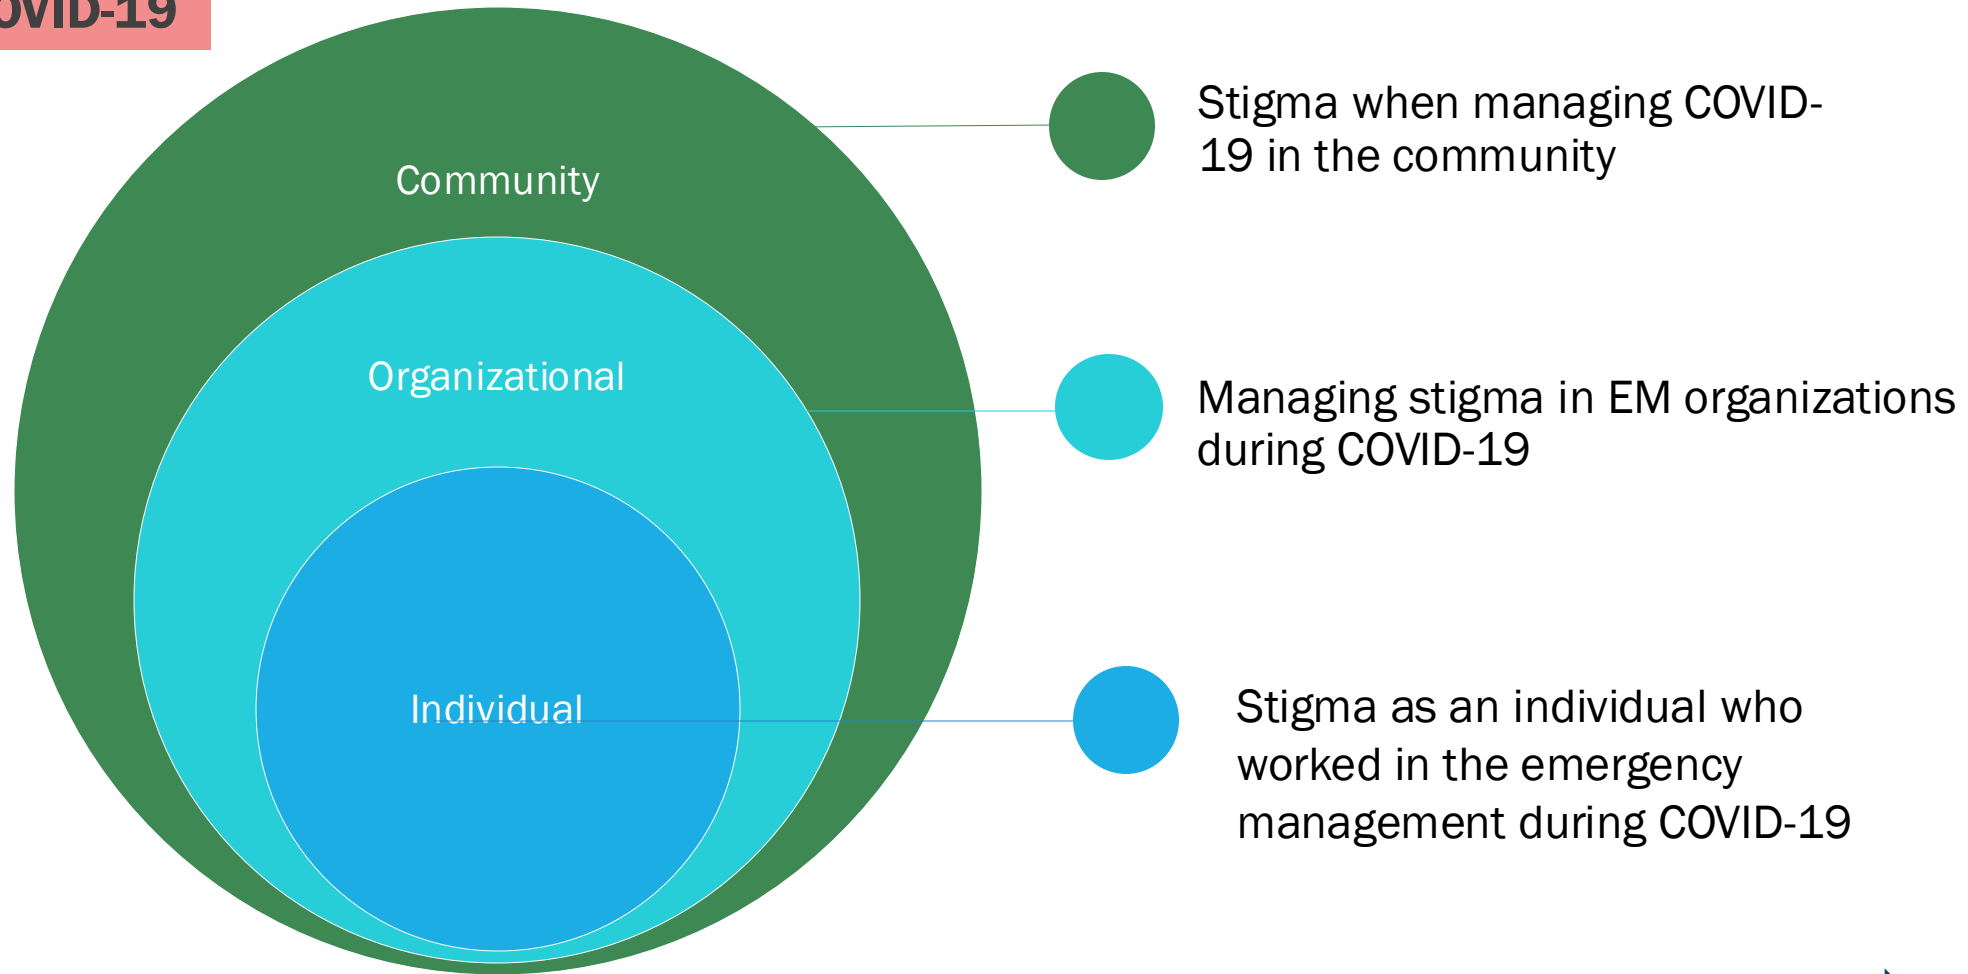 OVID-19
Community
Organizational
Individual
Stigma when managing COVID-
19 in the community
Managing stigma in EM organizations
during COVID-19
Stigma as an individual who
worked in the emergency
management during COVID-19